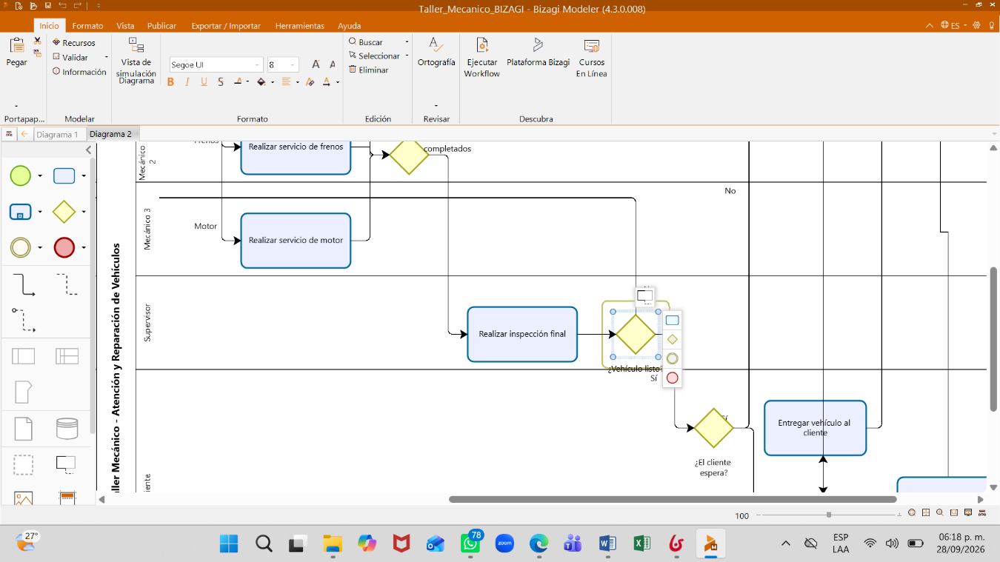 Taller_Mecanico_BIZAGI - Bizagi Modeler (4.3.0.008)
Inicio
Formato
Vista
Publicar
Exportar / Importar
Herramientas
Ayuda
ES
Pegar
Portapap...
Recursos
Validar
Información
Modelar
Vista de
simulación
Diagrama
Segoe UI
8
Formato
Buscar
Seleccionar
Eliminar
Edición
Ortografía
Revisar
Ejecutar
Workflow
Plataforma Bizagi
Cursos
En Línea
Descubra
Diagrama 1
Diagrama 2
Mecánico
2
Realizar servicio de frenos
completados
Mecánico 3
Motor
Realizar servicio de motor
No
Supervisor
Realizar inspección final
¿Vehículo listo?
Sí
¿El cliente
espera?
Entregar vehículo al
cliente
aller Mecánico - Atención y Reparación de Vehículos
iente
100
27°
78
zoom
ESP
LAA
06:18 p. m.
28/09/2026